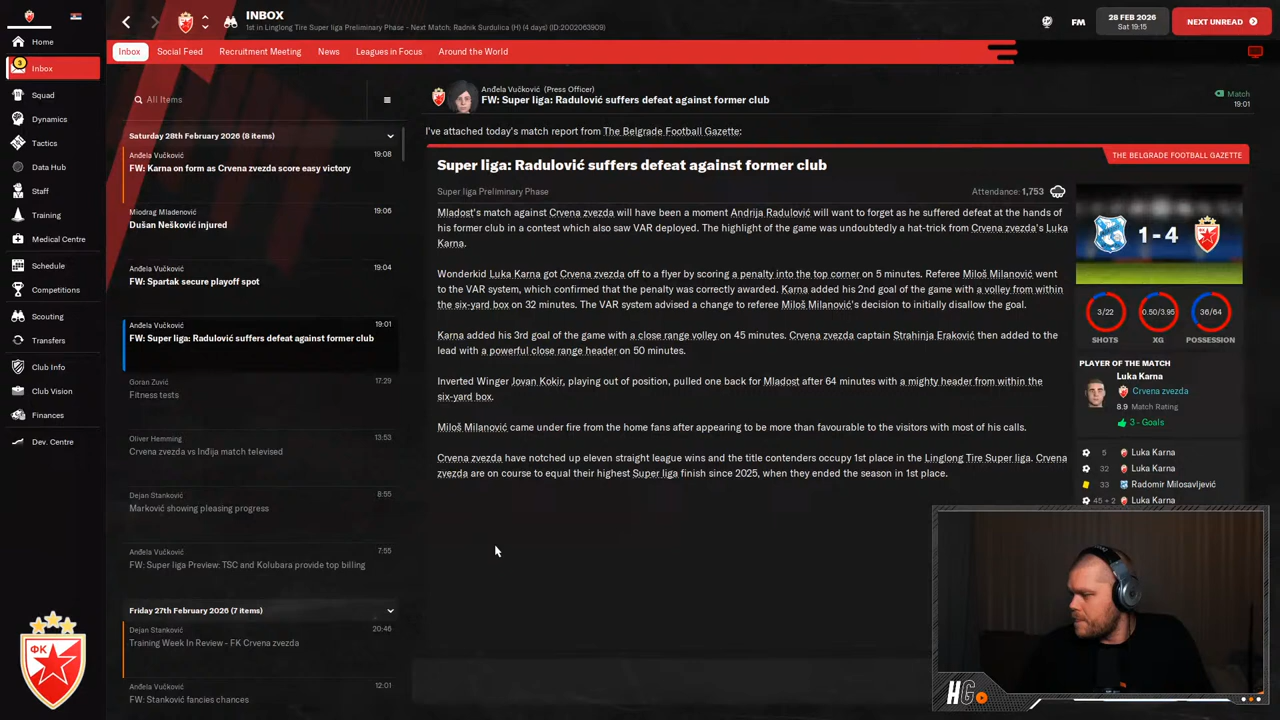 INBOX
1st in Linglong Tire Super liga Preliminary Phase - Next Match: Radnik Surdulica (H) (4 days) (ID:2002063909)
FM
28 FEB 2026
Sat 19:15
NEXT UNREAD
Home
3
Inbox
Squad
Dynamics
Tactics
Data Hub
Staff
Training
Medical Centre
Schedule
Competitions
Scouting
Transfers
Club Info
Club Vision
Finances
Dev. Centre
ФК
Inbox
Social Feed
Recruitment Meeting
News
Leagues in Focus
Around the World
All Items
Saturday 28th February 2026 (8 items)
Anđela Vučković 19:08
FW: Karna on form as Crvena zvezda score easy victory
Miodrag Mladenović 19:06
Dušan Nešković injured
Anđela Vučković 19:04
FW: Spartak secure playoff spot
Anđela Vučković 19:01
FW: Super liga: Radulović suffers defeat against former club
Goran Zuvić 17:29
Fitness tests
Oliver Hemming 13:53
Crvena zvezda vs Inđija match televised
Dejan Stanković 8:55
Marković showing pleasing progress
Anđela Vučković 7:55
FW: Super liga Preview: TSC and Kolubara provide top billing
Friday 27th February 2026 (7 items)
Dejan Stanković 20:46
Training Week In Review - FK Crvena zvezda
Anđela Vučković 12:01
FW: Stanković fancies chances
Anđela Vučković (Press Officer)
FW: Super liga: Radulović suffers defeat against former club
Match
19:01
I've attached today's match report from The Belgrade Football Gazette:
Super liga: Radulović suffers defeat against former club
THE BELGRADE FOOTBALL GAZETTE
Super liga Preliminary Phase
Attendance: 1,753
Mladost's match against Crvena zvezda will have been a moment Andrija Radulović will want to forget as he suffered defeat at the hands of
his former club in a contest which also saw VAR deployed. The highlight of the game was undoubtedly a hat-trick from Crvena zvezda's Luka
Karna.
Wonderkid Luka Karna got Crvena zvezda off to a flyer by scoring a penalty into the top corner on 5 minutes. Referee Miloš Milanović went
to the VAR system, which confirmed that the penalty was correctly awarded. Karna added his 2nd goal of the game with a volley from within
the six-yard box on 32 minutes. The VAR system advised a change to referee Miloš Milanović's decision to initially disallow the goal.
Karna added his 3rd goal of the game with a close range volley on 45 minutes. Crvena zvezda captain Strahinja Eraković then added to the
lead with a powerful close range header on 50 minutes.
Inverted Winger Jovan Kokir, playing out of position, pulled one back for Mladost after 64 minutes with a mighty header from within the
six-yard box.
Miloš Milanović came under fire from the home fans after appearing to be more than favourable to the visitors with most of his calls.
Crvena zvezda have notched up eleven straight league wins and the title contenders occupy 1st place in the Linglong Tire Super liga. Crvena
zvezda are on course to equal their highest Super liga finish since 2025, when they ended the season in 1st place.
1-4
3/22
0.50/3.95
36/64
SHOTS
XG
POSSESSION
PLAYER OF THE MATCH
Luka Karna
Crvena zvezda
8.9 Match Rating
3 - Goals
5 Luka Karna
32 Luka Karna
33 Radomir Milosavljević
45 + 2 Luka Karna
HG